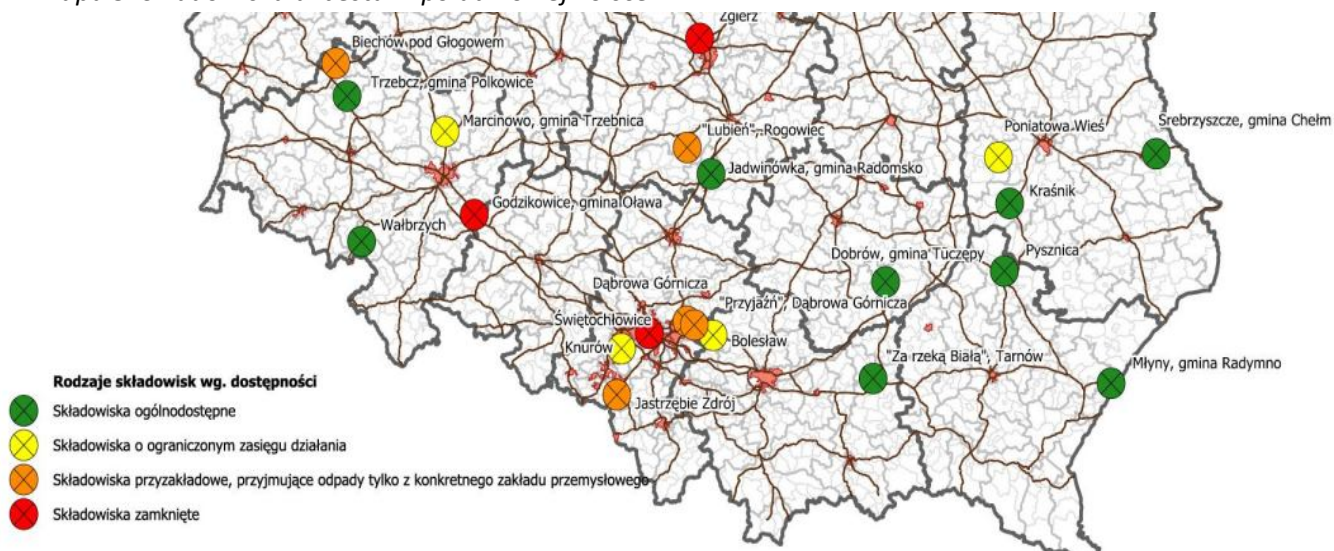 Zgierz
Biechów pod Głogowem
Trzebcz, gmina Polkowice
Marcinowo, gmina Trzebnica
"Lubień", Rogowiec
Poniatowa Wieś
Srebrzyszcze, gmina Chełm
Jadwinówka, gmina Radomsko
Kraśnik
Godzikowice, gmina Oława
Wałbrzych
Dobrów, gmina Tuczępy
Pysznica
Dąbrowa Górnicza
"Przyjaźń", Dąbrowa Górnicza
Świętochłowice
Bolesław
Knurów
"Za rzeką Białą", Tarnów
Młyny, gmina Radymno
Jastrzębie Zdrój
Rodzaje składowisk wg. dostępności
Składowiska ogólnodostępne
Składowiska o ograniczonym zasięgu działania
Składowiska przyzakładowe, przyjmujące odpady tylko z konkretnego zakładu przemysłowego
Składowiska zamknięte